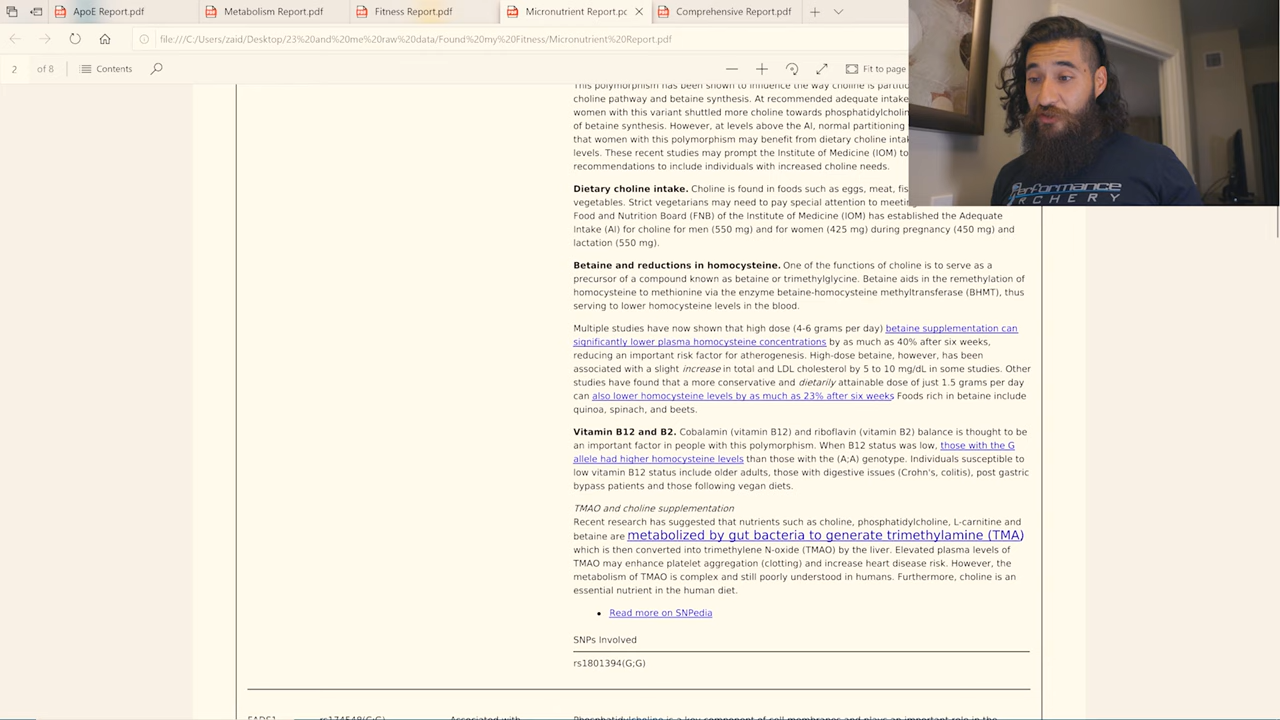 ApoE Report.pdf
Metabolism Report.pdf
Fitness Report.pdf
Micronutrient Report.pd
Comprehensive Report.pdf
file:///C:/Users/zaid/Desktop/23%20and%20me%20raw%20data/Found%20my%20Fitness/Micronutrient%20Report.pdf
2 of 8
Contents
Fit to page
This polymorphism has been shown to influence the way choline is partiti
choline pathway and betaine synthesis. At recommended adequate intake
women with this variant shuttled more choline towards phosphatidylcholin
of betaine synthesis. However, at levels above the AI, normal partitioning
that women with this polymorphism may benefit from dietary choline intak
levels. These recent studies may prompt the Institute of Medicine (IOM) to
recommendations to include individuals with increased choline needs.
Dietary choline intake. Choline is found in foods such as eggs, meat, fis
vegetables. Strict vegetarians may need to pay special attention to meetin
Food and Nutrition Board (FNB) of the Institute of Medicine (IOM) has established the Adequate
Intake (AI) for choline for men (550 mg) and for women (425 mg) during pregnancy (450 mg) and
lactation (550 mg).
Betaine and reductions in homocysteine. One of the functions of choline is to serve as a
precursor of a compound known as betaine or trimethylglycine. Betaine aids in the remethylation of
homocysteine to methionine via the enzyme betaine-homocysteine methyltransferase (BHMT), thus
serving to lower homocysteine levels in the blood.
Multiple studies have now shown that high dose (4-6 grams per day) betaine supplementation can
significantly lower plasma homocysteine concentrations by as much as 40% after six weeks,
reducing an important risk factor for atherogenesis. High-dose betaine, however, has been
associated with a slight increase in total and LDL cholesterol by 5 to 10 mg/dL in some studies. Other
studies have found that a more conservative and dietarily attainable dose of just 1.5 grams per day
can also lower homocysteine levels by as much as 23% after six weeks Foods rich in betaine include
quinoa, spinach, and beets.
Vitamin B12 and B2. Cobalamin (vitamin B12) and riboflavin (vitamin B2) balance is thought to be
an important factor in people with this polymorphism. When B12 status was low, those with the G
allele had higher homocysteine levels than those with the (A;A) genotype. Individuals susceptible to
low vitamin B12 status include older adults, those with digestive issues (Crohn's, colitis), post gastric
bypass patients and those following vegan diets.
TMAO and choline supplementation
Recent research has suggested that nutrients such as choline, phosphatidylcholine, L-carnitine and
betaine are metabolized by gut bacteria to generate trimethylamine (TMA)
which is then converted into trimethylene N-oxide (TMAO) by the liver. Elevated plasma levels of
TMAO may enhance platelet aggregation (clotting) and increase heart disease risk. However, the
metabolism of TMAO is complex and still poorly understood in humans. Furthermore, choline is an
essential nutrient in the human diet.
• Read more on SNPedia
SNPs Involved
rs1801394(G;G)
FADS1 rs174548(C;G) Associated with Phosphatidylcholine is a key component of cell membranes and plays an important role in the
Performance
ARCHERY